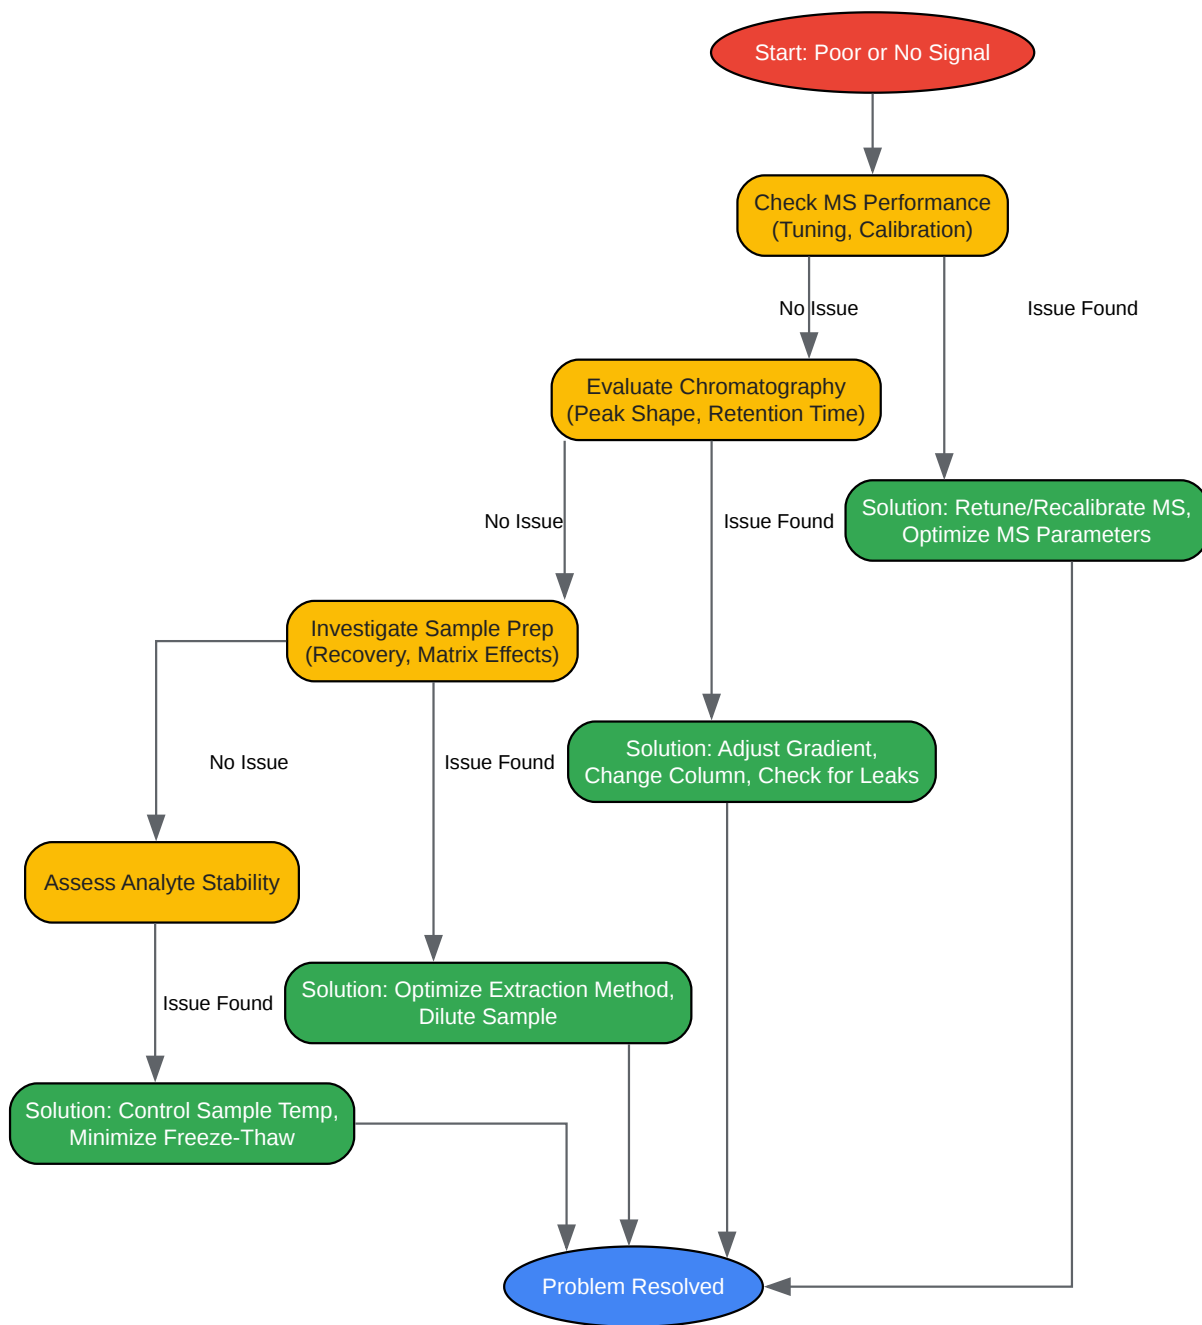 Start: Poor or No Signal
Check MS Performance
(Tuning, Calibration)
No Issue
Issue Found
Evaluate Chromatography
(Peak Shape, Retention Time)
No Issue
Issue Found
Solution: Retune/Recalibrate MS,
Optimize MS Parameters
Investigate Sample Prep
(Recovery, Matrix Effects)
No Issue
Issue Found
Solution: Adjust Gradient,
Change Column, Check for Leaks
Assess Analyte Stability
Issue Found
Solution: Optimize Extraction Method,
Dilute Sample
Solution: Control Sample Temp,
Minimize Freeze-Thaw
Problem Resolved